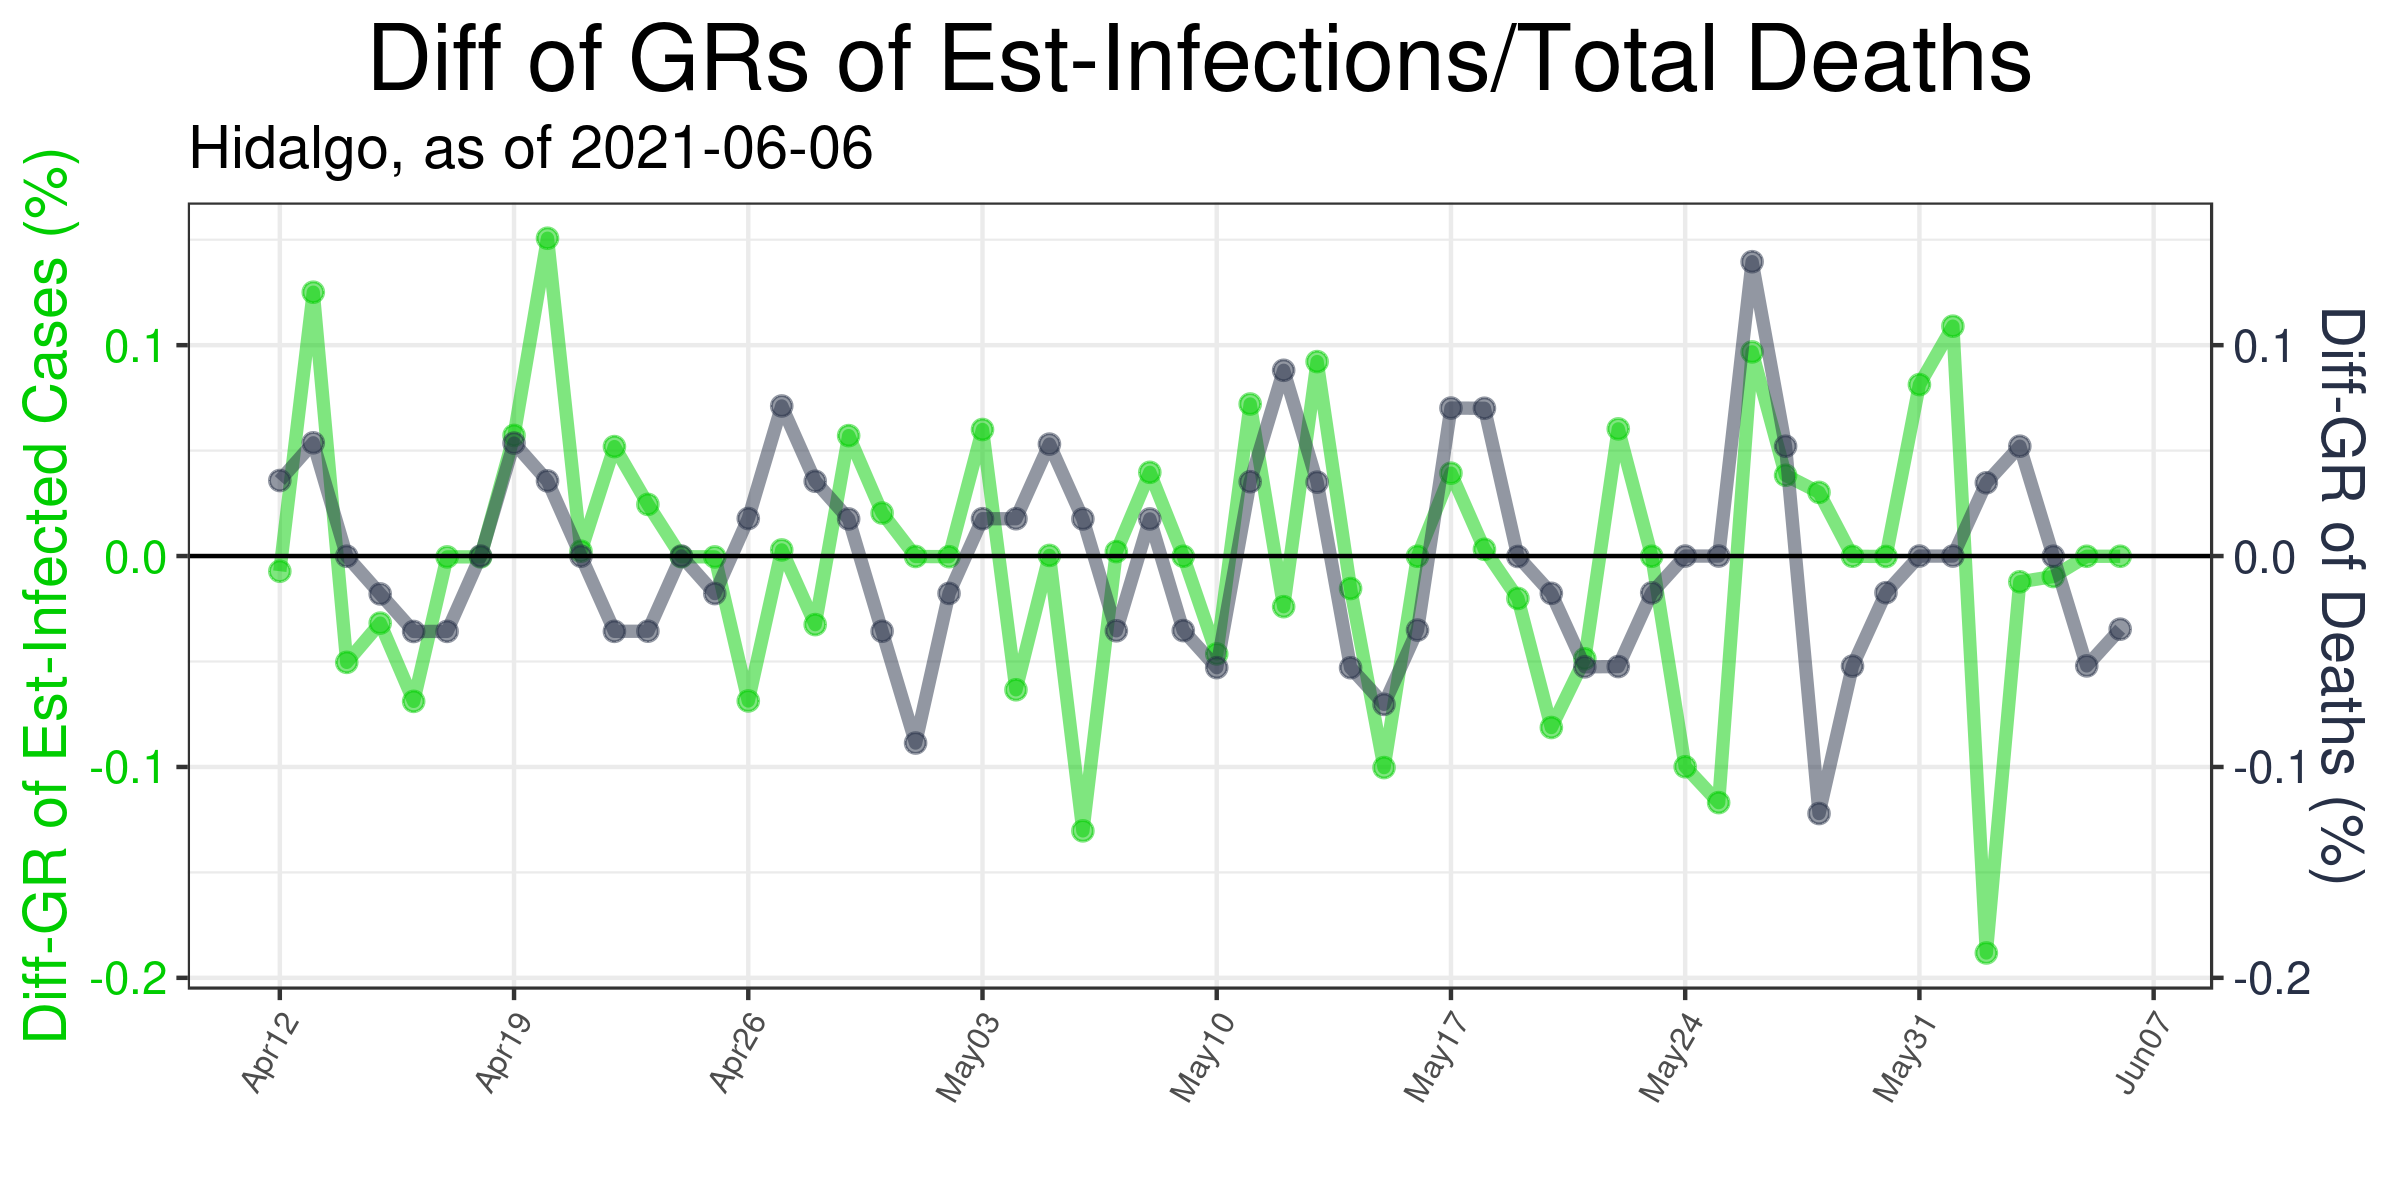 Diff of GRs of Est-Infections/Total Deaths
Hidalgo, as of 2021-06-06
Diff-GR of Est-Infected Cases (%)
0.1
0.0
-0.1
-0.2
0.1
0.0
-0.1
-0.2
Diff-GR of Deaths (%)
Apr12
Apr19
Apr26
May03
May10
May17
May24
May31
Jun07